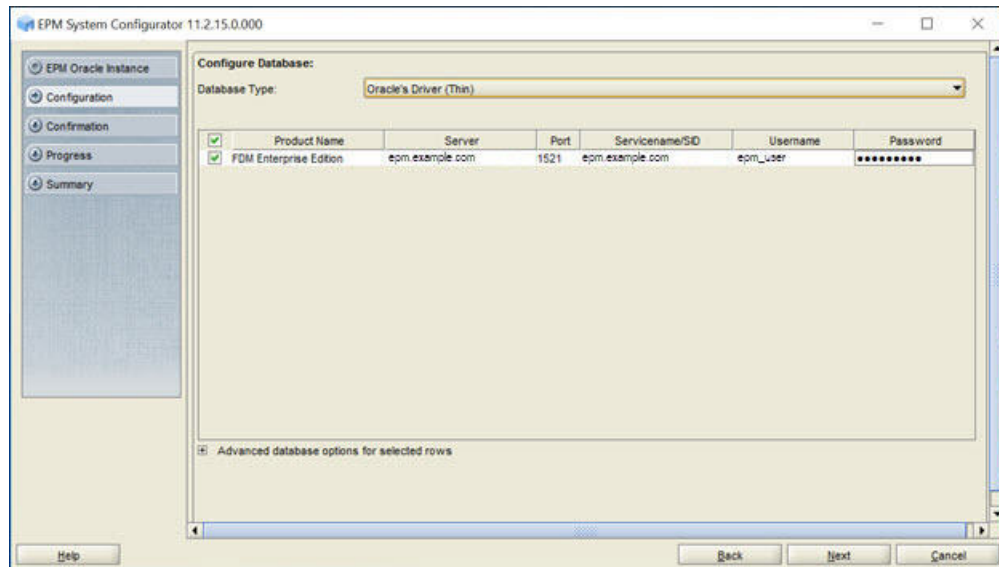 EPM System Configurator 11.2.15.0.000
EPM Oracle Instance
Configuration
Confirmation
Progress
Summary
Configure Database:
Database Type: Oracle's Driver (Thin)
Product Name Server Port Servicename/SID Username Password
FDM Enterprise Edition epm.example.com 1521 epm.example.com epm_user ●●●●●●●●●
Advanced database options for selected rows
Help Back Next Cancel